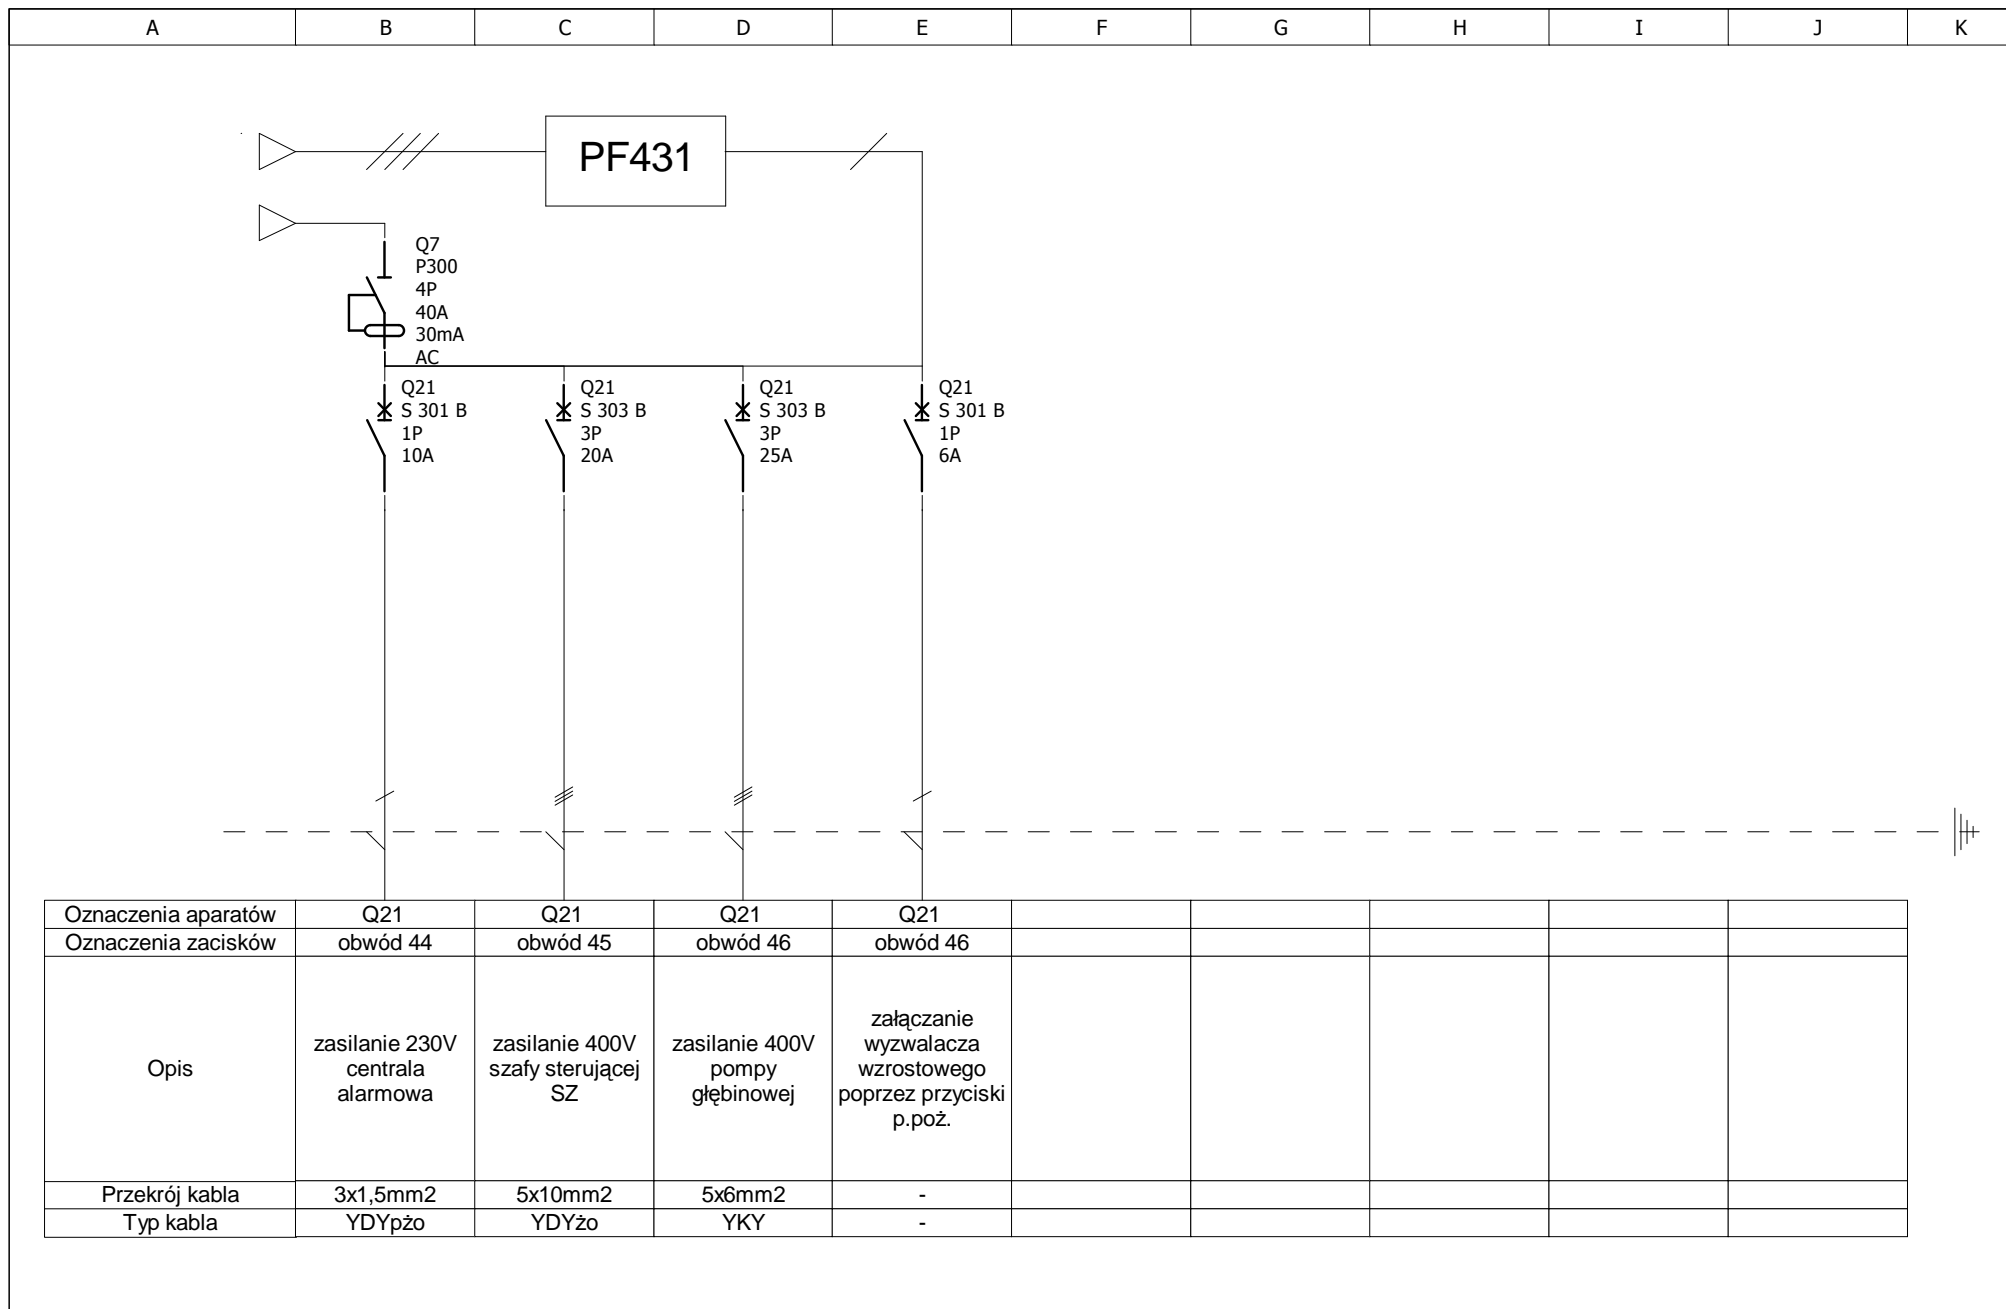 A B C D E F G H I J K
PF431
Q7
P300
4P
40A
30mA
AC
Q21
S 301 B
1P
10A
Q21
S 303 B
3P
20A
Q21
S 303 B
3P
25A
Q21
S 301 B
1P
6A
Oznaczenia aparatów Q21 Q21 Q21 Q21
Oznaczenia zacisków obwód 44 obwód 45 obwód 46 obwód 46
Opis
zasilanie 230V
centrala
alarmowa
zasilanie 400V
szafy sterującej
SZ
zasilanie 400V
pompy
głębinowej
załączanie
wyzwalacza
wzrostowego
poprzez przyciski
p.poż.
Przekrój kabla 3x1,5mm2 5x10mm2 5x6mm2 -
Typ kabla YDYpżo YDYżo YKY -